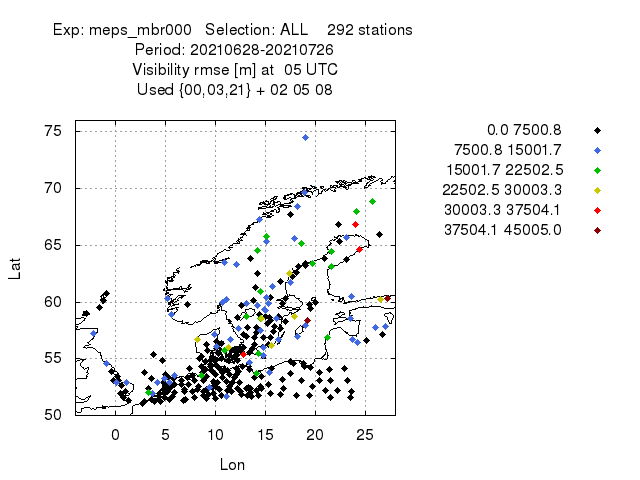 Exp: meps_mbr000 Selection: ALL 292 stations
Period: 20210628-20210726
Visibility rmse [m] at 05 UTC
Used {00,03,21} + 02 05 08
0.0 7500.8
7500.8 15001.7
15001.7 22502.5
22502.5 30003.3
30003.3 37504.1
37504.1 45005.0
75
70
65
60
55
50
Lat
0 5 10 15 20 25
Lon